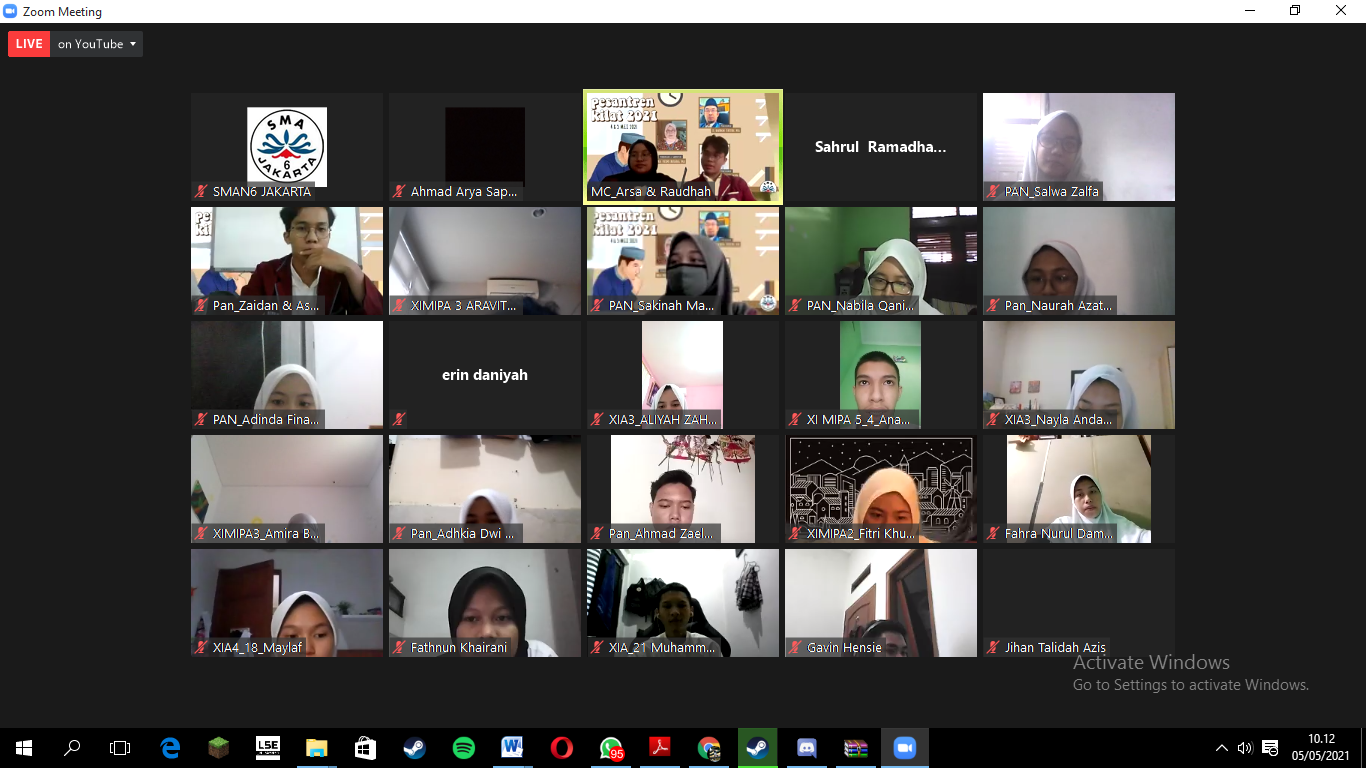 Zoom Meeting
LIVE on YouTube
SMA
6
JAKARTA
SMAN6 JAKARTA
Ahmad Arya Sap...
pesantren
kilat 2021
4 & 5 MEI 2021
MC_Arsa & Raudhah
Sahrul Ramadha...
PAN_Salwa Zalfa
Pan_Zaidan & As...
XIMIPA 3 ARAVIT...
pesantren
kilat 2021
PAN_Sakinah Ma...
PAN_Nabila Qani...
Pan_Naurah Azat...
PAN_Adinda Fina...
erin daniyah
XIA3_ALIYAH ZAH...
XI MIPA 5_4_Ana...
XIA3_Nayla Anda...
XIMIPA3_Amira B...
Pan_Adhkia Dwi ...
Pan_Ahmad Zael...
XIMIPA2_Fitri Khu...
Fahra Nurul Dam...
XIA4_18_Maylaf
Fathnun Khairani
XIA_21 Muhamm...
Gavin Hensie
Jihan Talidah Azis
Activate Windows
Go to Settings to activate Windows.
LSE
95
10.12
05/05/2021